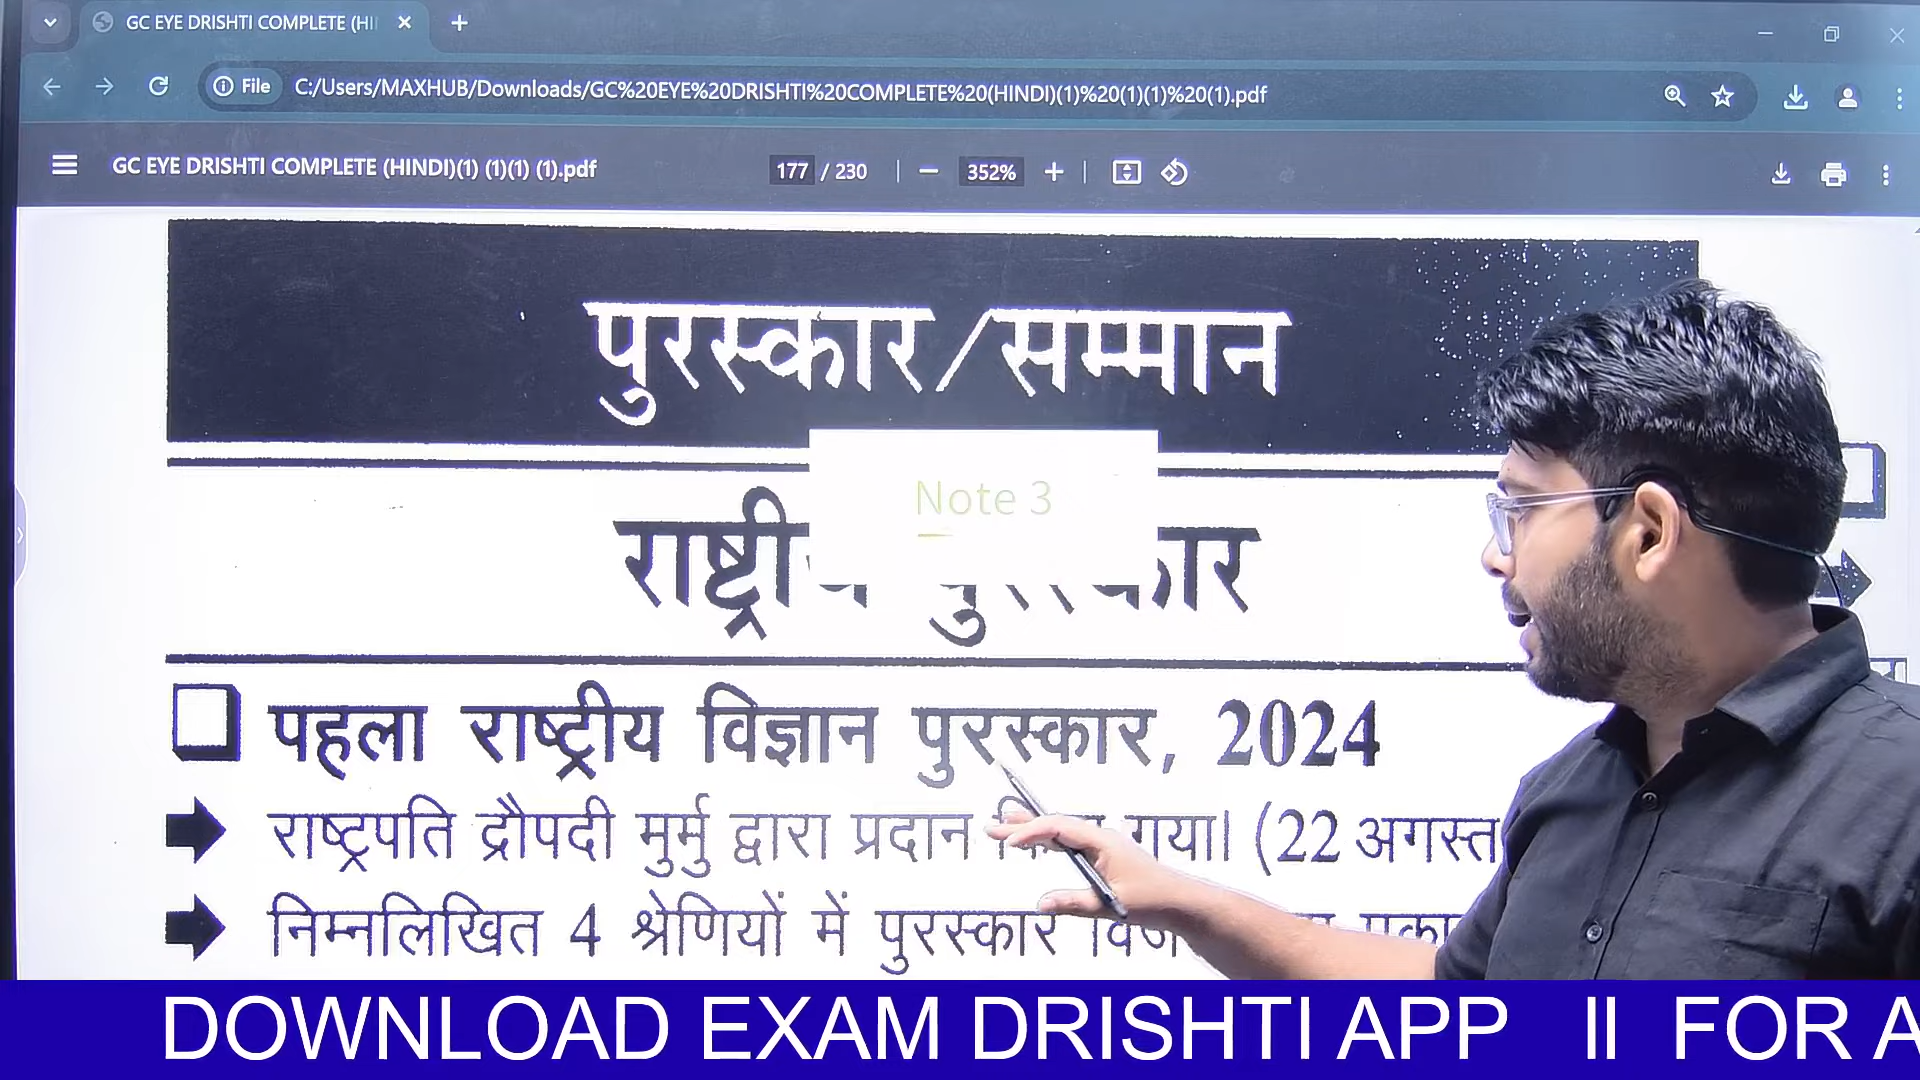 GC EYE DRISHTI COMPLETE (HI
File C:/Users/MAXHUB/Downloads/GC%20EYE%20DRISHTI%20COMPLETE%20(HINDI)(1)%20(1)(1)%20(1).pdf
GC EYE DRISHTI COMPLETE (HINDI)(1) (1)(1) (1).pdf 177 / 230 352%
पुरस्कार/सम्मान
Note 3
पहला राष्ट्रीय विज्ञान पुरस्कार, 2024
राष्ट्रपति द्रौपदी मुर्मु द्वारा प्रदान गया। (22 अगस्त
निम्नलिखित 4 श्रेणियों में पुरस्कार
DOWNLOAD EXAM DRISHTI APP II FOR A